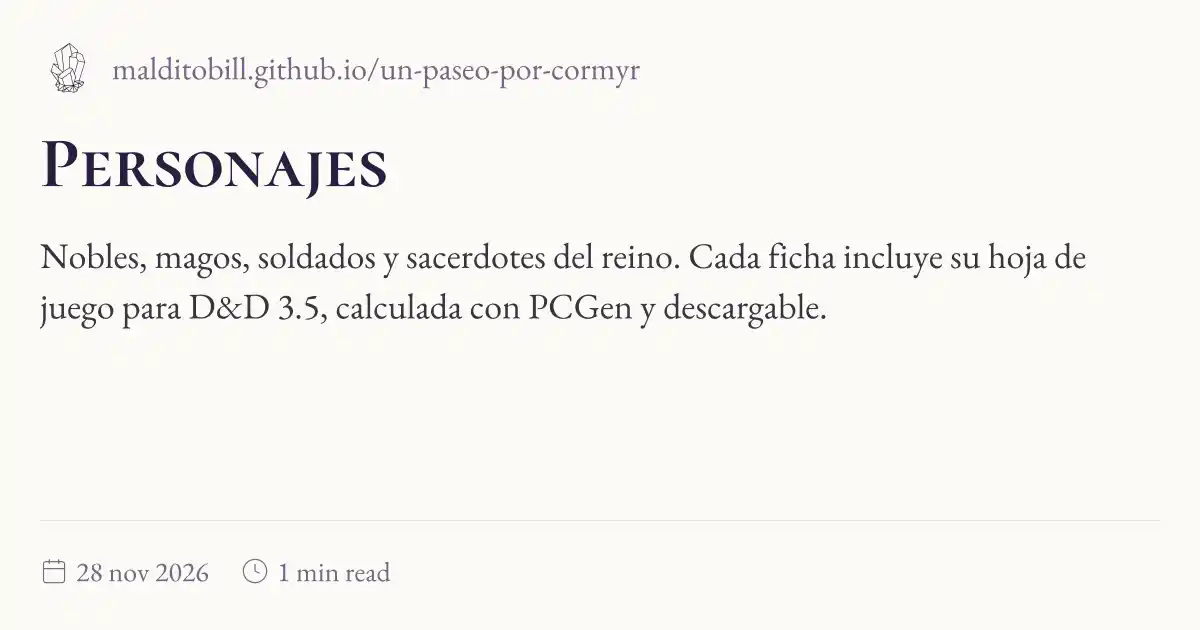 malditobill.github.io/un-paseo-por-cormyr
Personajes
Nobles, magos, soldados y sacerdotes del reino. Cada ficha incluye su hoja de
juego para D&D 3.5, calculada con PCGen y descargable.
28 nov 2026 1 min read